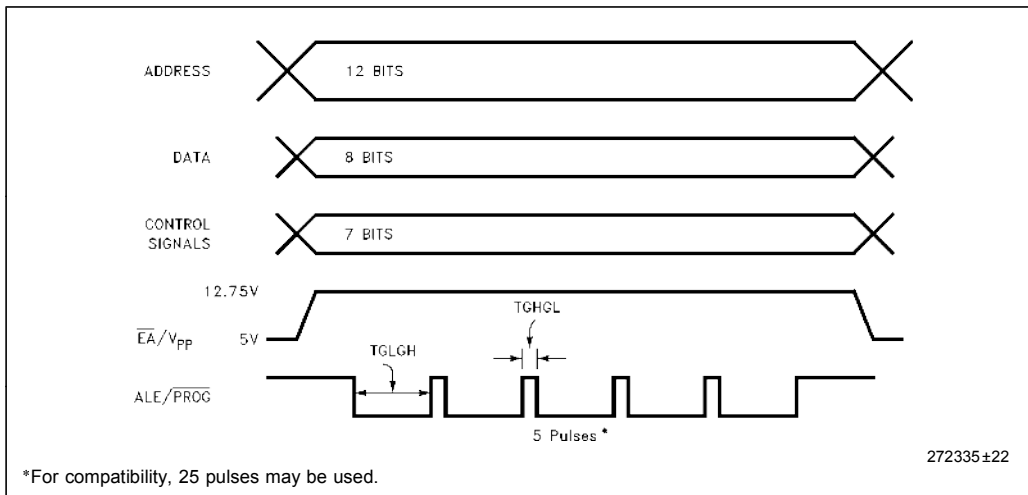 ADDRESS
12 BITS
DATA
8 BITS
CONTROL
SIGNALS
7 BITS
12.75V
TGHGL
EA/VPP
5V
TGLGH
ALE/PROG
5 Pulses*
272335±22
*For compatibility, 25 pulses may be used.